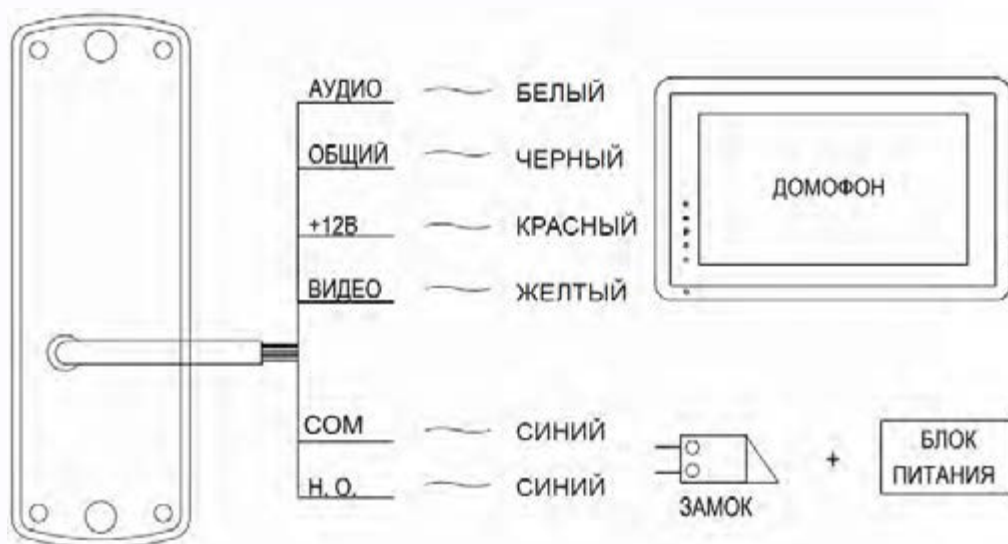 АУДИО БЕЛЫЙ
ОБЩИЙ ЧЕРНЫЙ
+12В КРАСНЫЙ
ВИДЕО ЖЕЛТЫЙ
ДОМОФОН
COM СИНИЙ
Н. О. СИНИЙ
ЗАМОК
+
БЛОК
ПИТАНИЯ